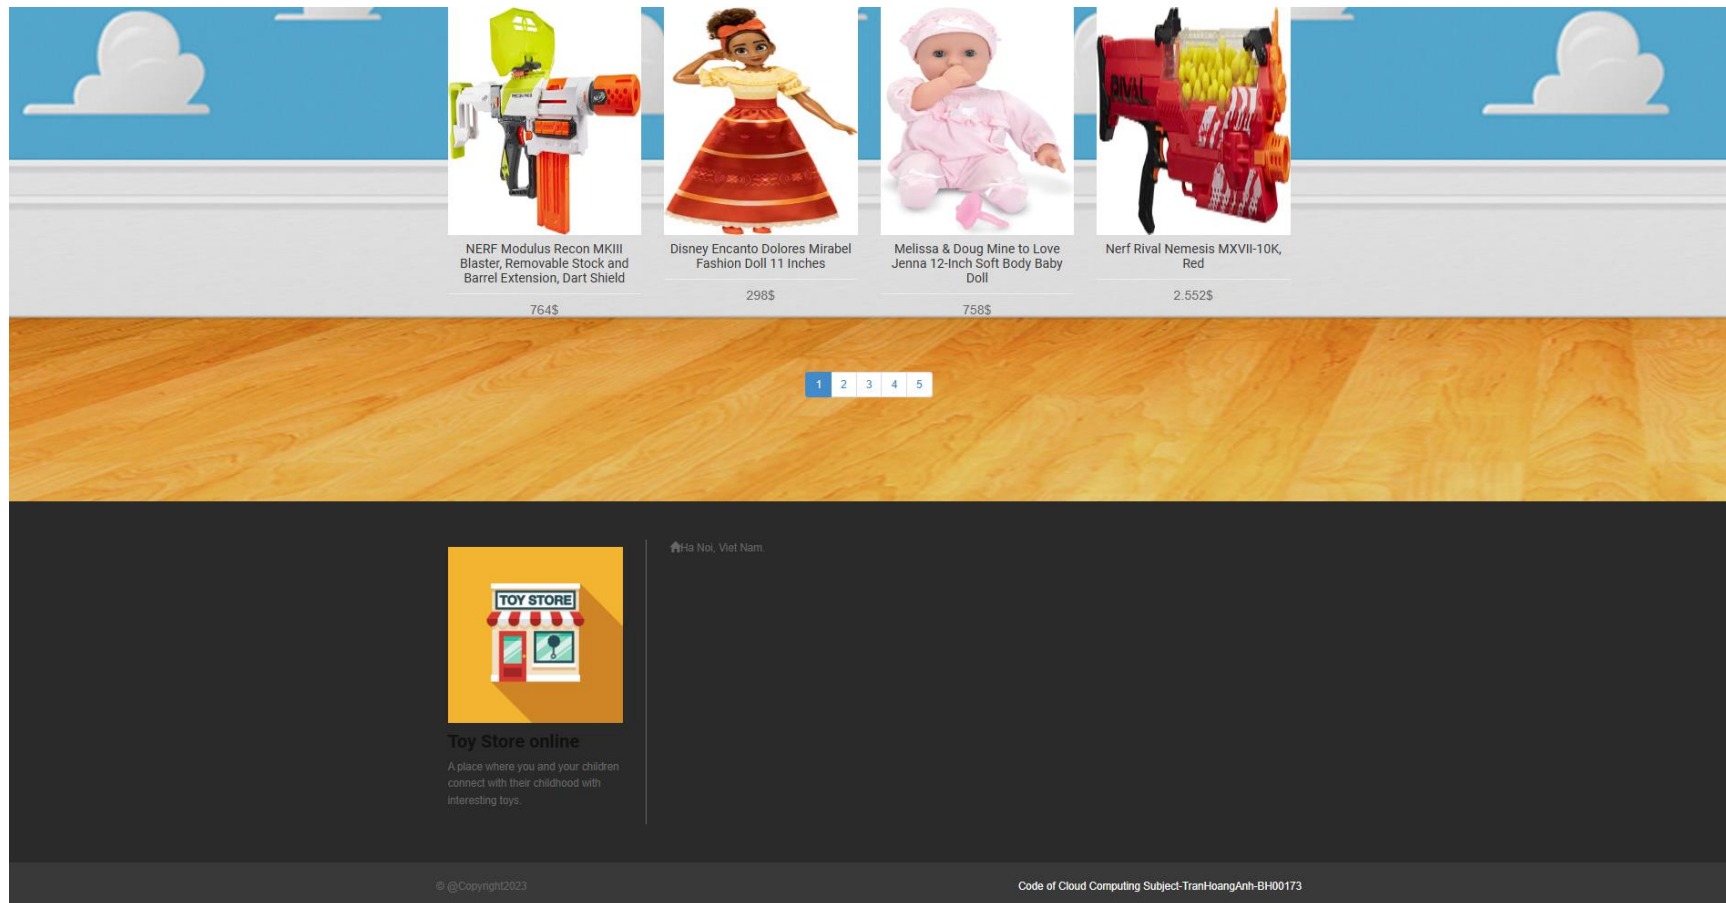 RECON MKIII
RIVAL
NERF Modulus Recon MKIII
Blaster, Removable Stock and
Barrel Extension, Dart Shield
764$
Disney Encanto Dolores Mirabel
Fashion Doll 11 Inches
298$
Melissa & Doug Mine to Love
Jenna 12-Inch Soft Body Baby
Doll
758$
Nerf Rival Nemesis MXVII-10K,
Red
2.552$
1 2 3 4 5
TOY STORE
Toy Store online
A place where you and your children
connect with their childhood with
interesting toys.
Ha Noi, Viet Nam.
© @Copyright2023
Code of Cloud Computing Subject-TranHoangAnh-BH00173